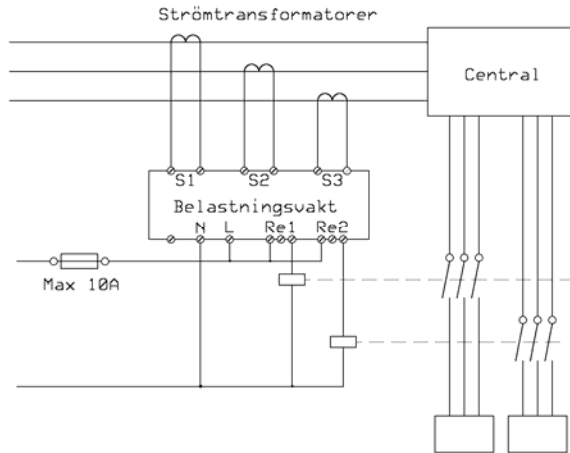 Strömtransformatorer
Central
S1 S2 S3
Belastningsvakt
N L Re1 Re2
Max 10A